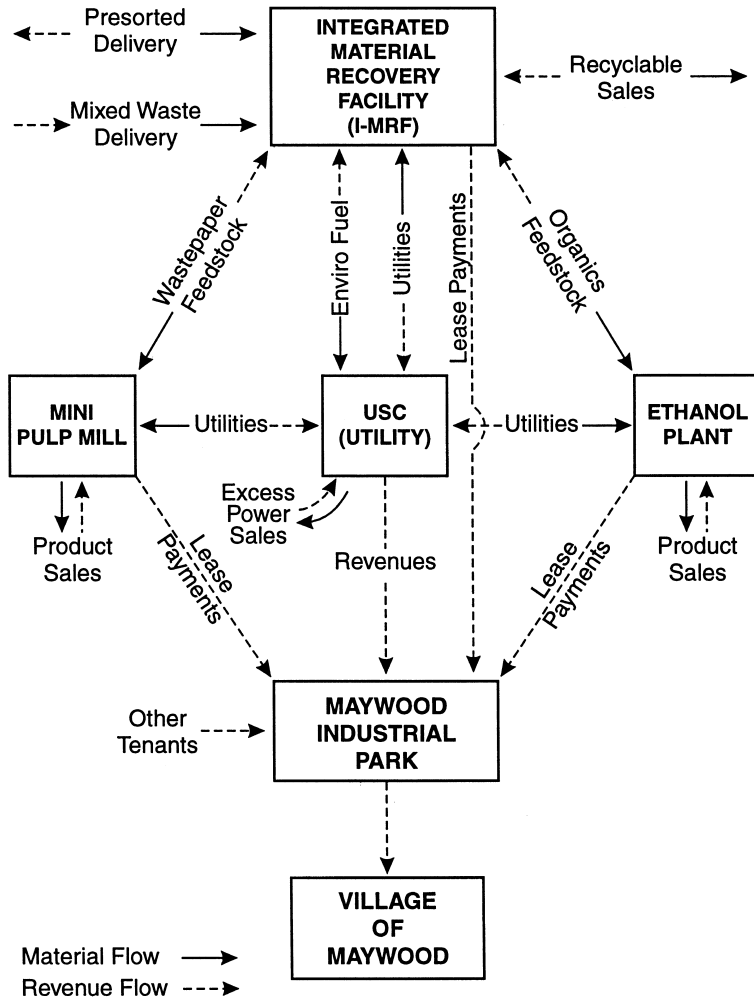 Presorted
Delivery
INTEGRATED
MATERIAL
RECOVERY
FACILITY
(I-MRF)
Recyclable
Sales
Mixed Waste
Delivery
Wastepaper
Feedstock
Enviro Fuel
Utilities
Lease Payments
Organics
Feedstock
MINI
PULP MILL
Utilities
USC
(UTILITY)
Utilities
ETHANOL
PLANT
Product
Sales
Excess
Power
Sales
Product
Sales
Lease
Payments
Revenues
Lease
Payments
Other
Tenants
MAYWOOD
INDUSTRIAL
PARK
VILLAGE
OF
MAYWOOD
Material Flow
Revenue Flow